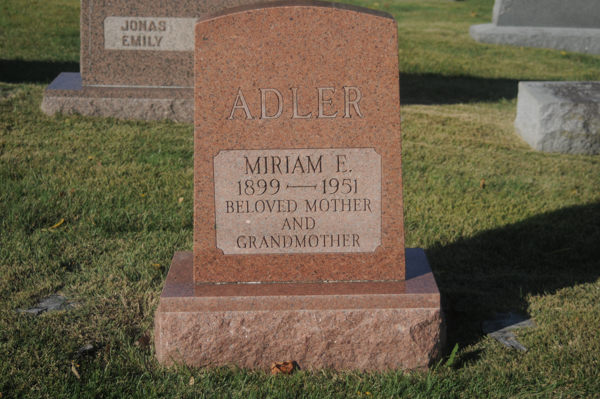 JONAS
EMILY
ADLER
MIRIAM E.
1899 — 1951
BELOVED MOTHER
AND
GRANDMOTHER